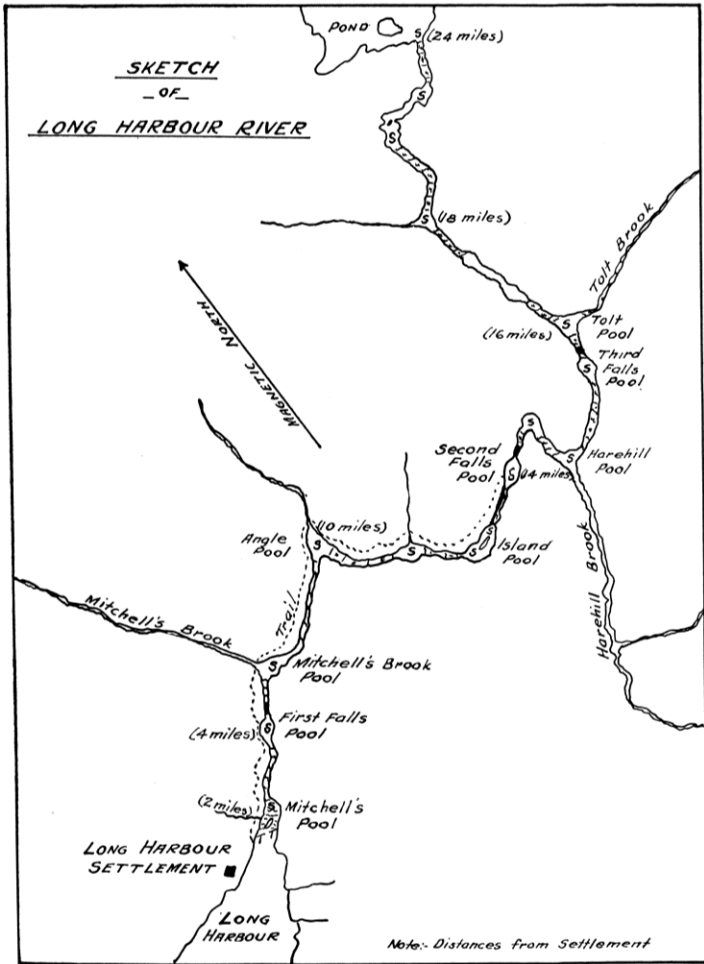 POND
S (24 miles)
SKETCH
_ OF _
LONG HARBOUR RIVER
S
S
S (18 miles)
Tolt Brook
MAGNETIC NORTH
(16 miles)
S
Tolt
Pool
Third
Falls
Pool
S
S
Second
Falls
Pool
S
(14 miles)
S
Harehill
Pool
(10 miles)
Angle
Pool
S
S
S
S
Island
Pool
Harehill Brook
Trail
Mitchell's Brook
S
Mitchell's Brook
Pool
(4 miles)
S
First Falls
Pool
(2 miles)
S
Mitchell's
Pool
T T
LONG HARBOUR
SETTLEMENT
LONG
HARBOUR
Note:- Distances from Settlement